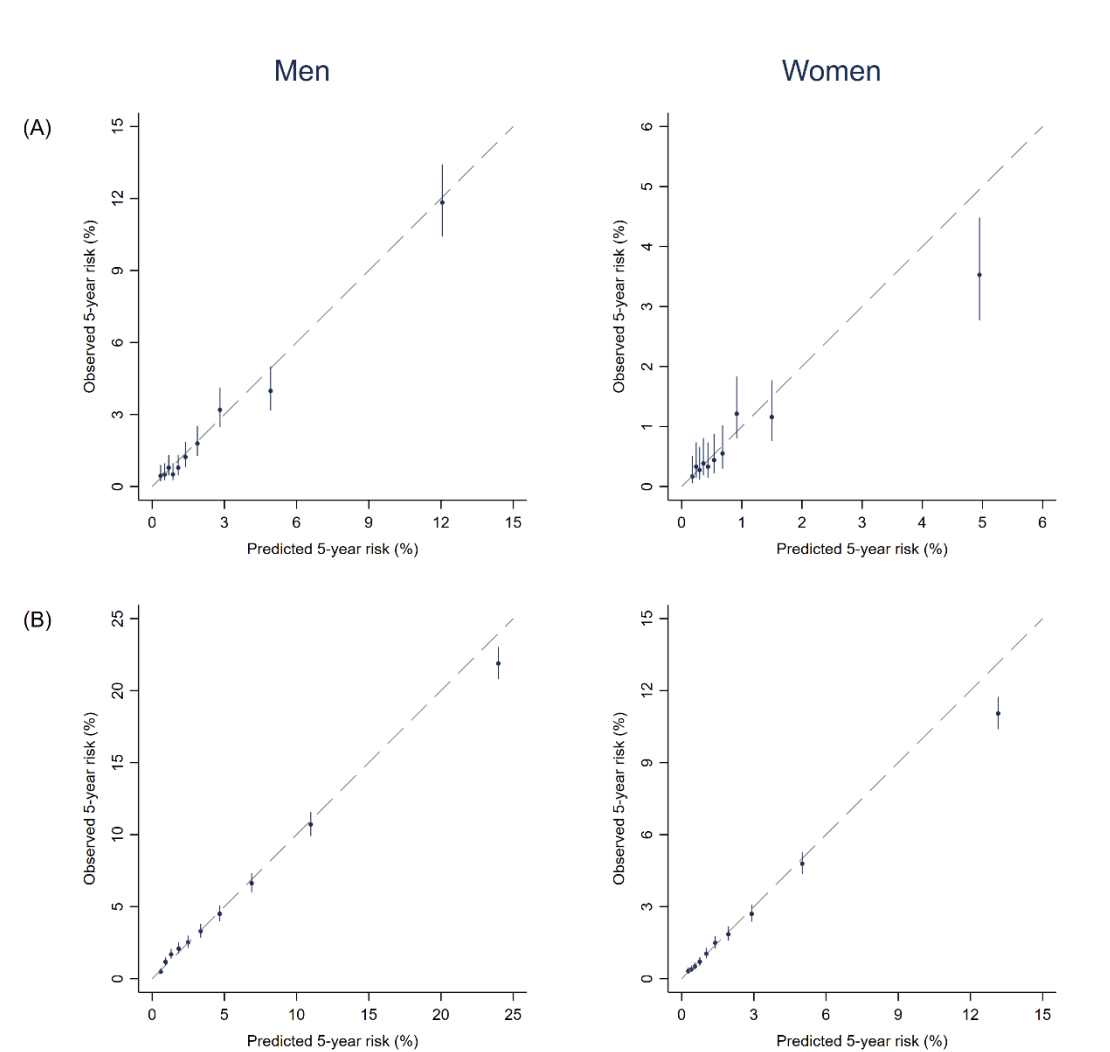 Men
Women
(A)
15
12
9
6
3
0
Observed 5-year risk (%)
0 3 6 9 12 15
Predicted 5-year risk (%)
6
5
4
3
2
1
0
Observed 5-year risk (%)
0 1 2 3 4 5 6
Predicted 5-year risk (%)
(B)
25
20
15
10
5
0
Observed 5-year risk (%)
0 5 10 15 20 25
Predicted 5-year risk (%)
15
12
9
6
3
0
Observed 5-year risk (%)
0 3 6 9 12 15
Predicted 5-year risk (%)